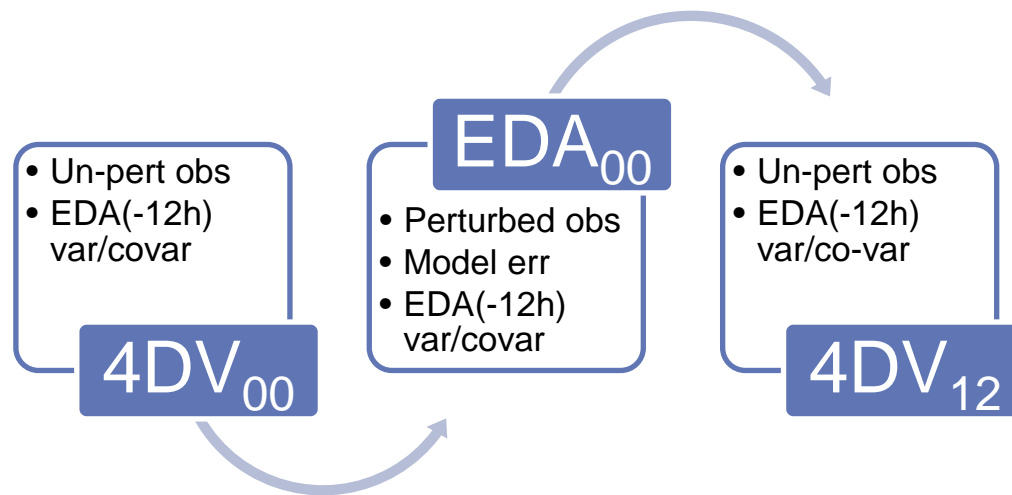 • Un-pert obs
• EDA(-12h)
var/covar
4DV₀₀
EDA₀₀
• Perturbed obs
• Model err
• EDA(-12h)
var/covar
• Un-pert obs
• EDA(-12h)
var/co-var
4DV₁₂